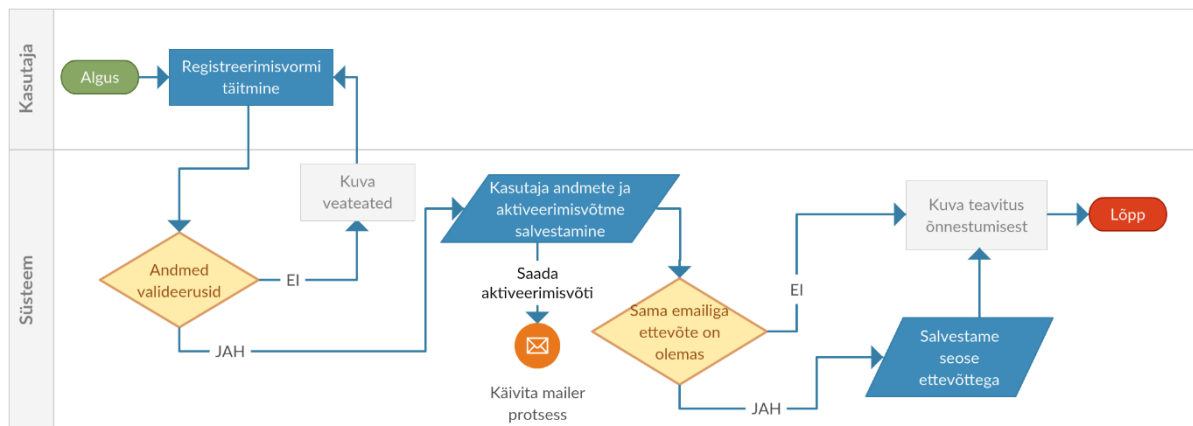 Kasutaja
Algus
Registreerimisvormi
täitmine
Süsteem
Kuva
veateated
Andmed
valideerusid
EI
JAH
Kasutaja andmete ja
aktiveerimisvõtme
salvestamine
Saada
aktiveerimisvõti
Käivita mailer
protsess
Sama emailiga
ettevõte on
olemas
EI
JAH
Salvestame
seose
ettevõttega
Kuva teavitus
õnnestumisest
Lõpp